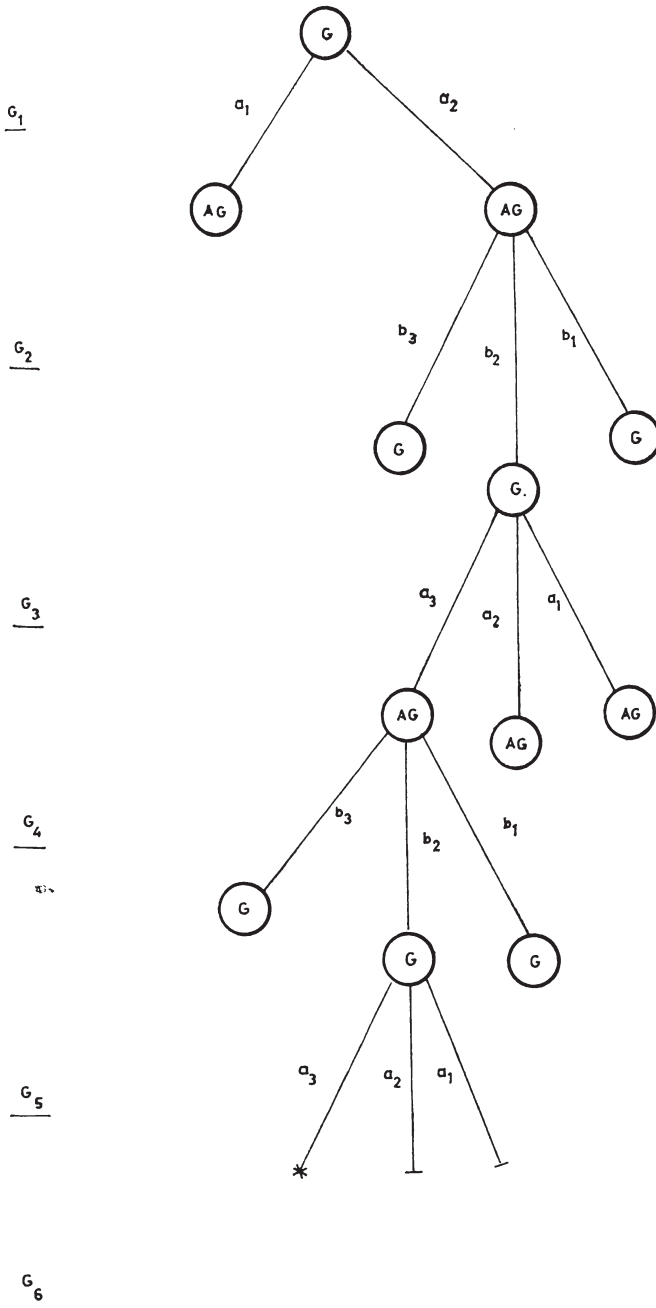 G
a₁ a₂
G₁
AG AG
b₃ b₂ b₁
G₂
G G. G
a₃ a₂ a₁
G₃
AG AG AG
b₃ b₂ b₁
G₄
G G G
a₃ a₂ a₁
G₅
*
G₆